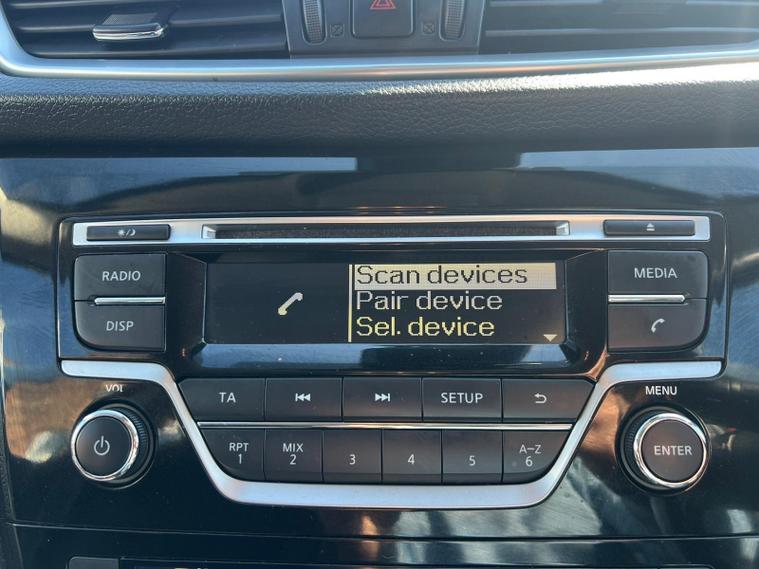 RADIO
DISP
Scan devices
Pair device
Sel. device
MEDIA
VOL
TA
SETUP
MENU
RPT
1
MIX
2
3
4
5
A–Z
6
ENTER